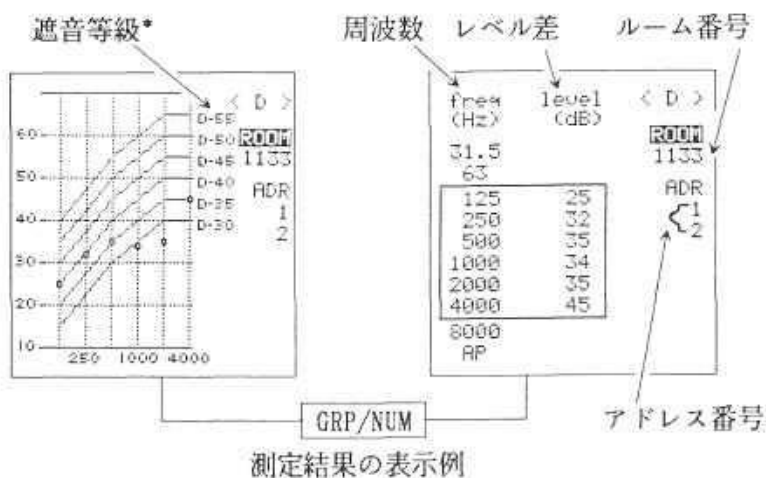 遮音等級*
周波数 レベル差 ルーム番号
< D >
D-55
D-50
D-45
D-40
D-35
D-30
ROOM
1133
ADR
1
2
60
50
40
30
20
10
250 1000 4000
freq level < D >
(Hz) (dB)
ROOM
31.5 1133
63
ADR
125 25 1
250 32 2
500 35
1000 34
2000 35
4000 45
8000
AP
アドレス番号
GRP/NUM
測定結果の表示例